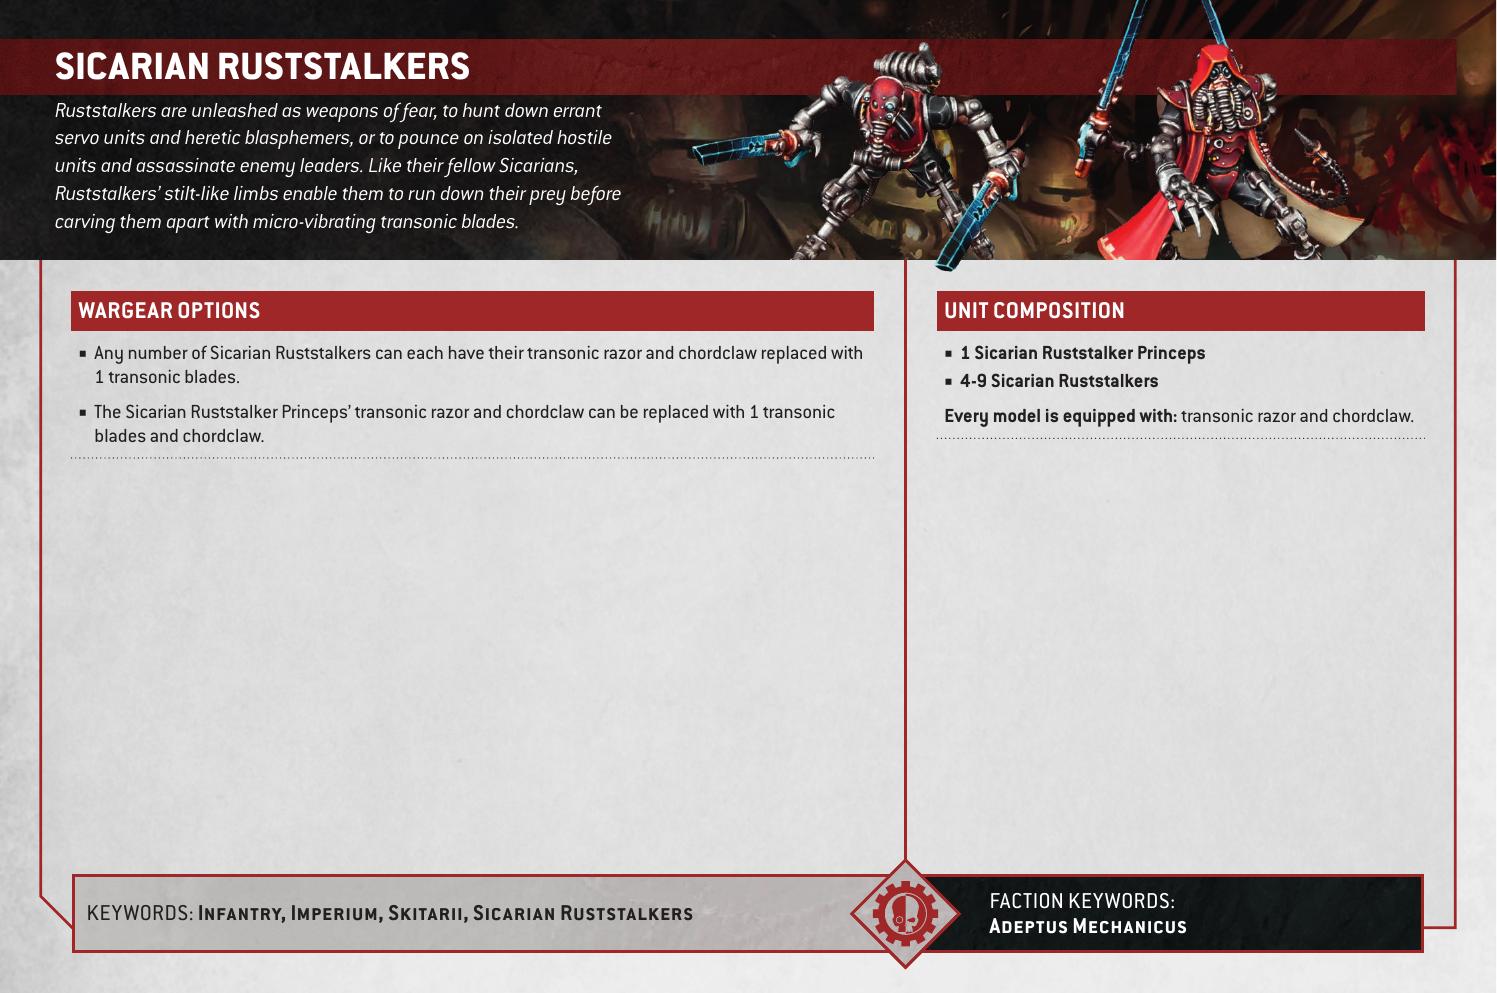 SICARIAN RUSTSTALKERS
Ruststalkers are unleashed as weapons of fear, to hunt down errant
servo units and heretic blasphemers, or to pounce on isolated hostile
units and assassinate enemy leaders. Like their fellow Sicarians,
Ruststalkers’ stilt-like limbs enable them to run down their prey before
carving them apart with micro-vibrating transonic blades.
WARGEAR OPTIONS
■ Any number of Sicarian Ruststalkers can each have their transonic razor and chordclaw replaced with
1 transonic blades.
■ The Sicarian Ruststalker Princeps’ transonic razor and chordclaw can be replaced with 1 transonic
blades and chordclaw.
UNIT COMPOSITION
■ 1 Sicarian Ruststalker Princeps
■ 4-9 Sicarian Ruststalkers
Every model is equipped with: transonic razor and chordclaw.
KEYWORDS: Infantry, Imperium, Skitarii, Sicarian Ruststalkers
FACTION KEYWORDS:
Adeptus Mechanicus